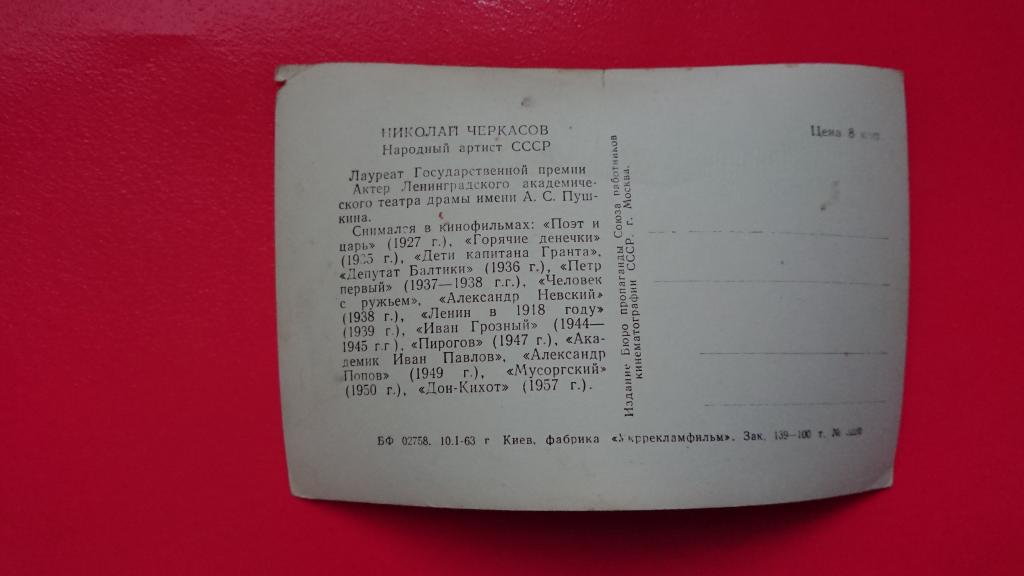 НИКОЛАЙ ЧЕРКАСОВ
Народный артист СССР
Лауреат Государственной премии
Актер Ленинградского академиче-
ского театра драмы имени А. С. Пуш-
кина.
Снимался в кинофильмах: «Поэт и
царь» (1927 г.), «Горячие денечки»
(1935 г.), «Дети капитана Гранта»,
«Депутат Балтики» (1936 г.), «Петр
первый» (1937—1938 г.г.), «Человек
с ружьем», «Александр Невский»
(1938 г.), «Ленин в 1918 году»
(1939 г.), «Иван Грозный» (1944—
1945 г.г ), «Пирогов» (1947 г.), «Ака-
демик Иван Павлов», «Александр
Попов» (1949 г.), «Мусоргский»
(1950 г.), «Дон-Кихот» (1957 г.).
Издание Бюро пропаганды Союза работников
кинематографии СССР. г. Москва.
Цена 8 коп.
БФ 02758. 10.1-63 г Киев, фабрика «Укррекламфильм». Зак. 139—100 т. №